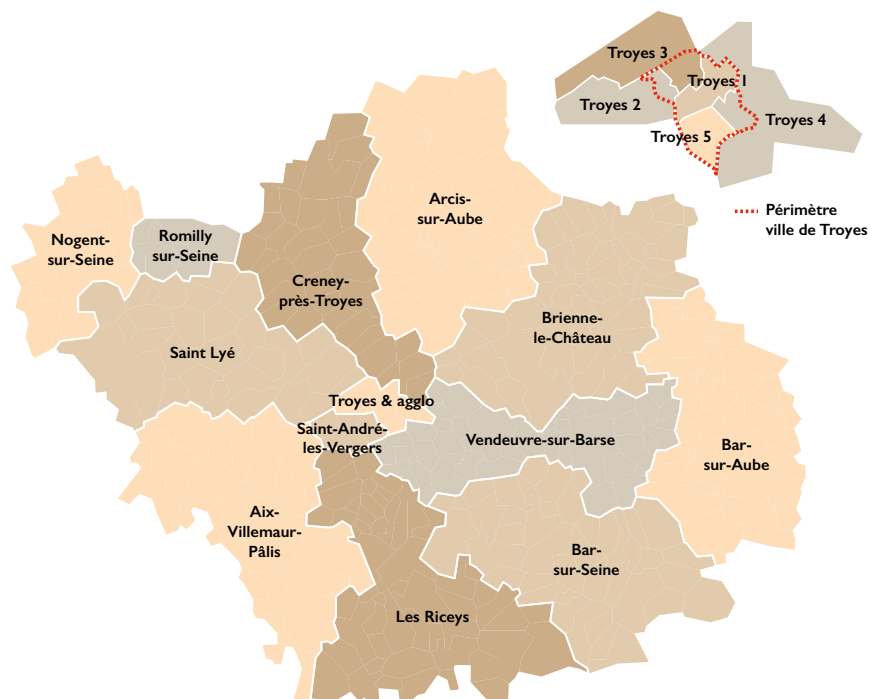 Troyes 3
Troyes 1
Troyes 2
Troyes 4
Troyes 5
Périmètre
ville de Troyes
Arcis-
sur-Aube
Nogent-
sur-Seine
Romilly
sur-Seine
Creney-
près-Troyes
Brienne-
le-Château
Saint Lyé
Troyes & agglo
Saint-André-
les-Vergers
Vendeuvre-sur-Barse
Bar-
sur-Aube
Aix-
Villemaur-
Pâlis
Bar-
sur-Seine
Les Riceys